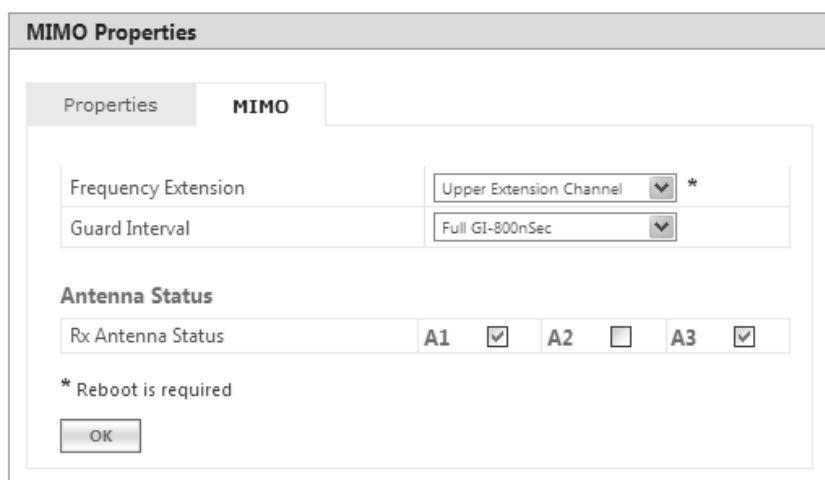 MIMO Properties
Properties MIMO
Frequency Extension Upper Extension Channel *
Guard Interval Full GI-800nSec
Antenna Status
Rx Antenna Status A1 A2 A3
* Reboot is required
OK